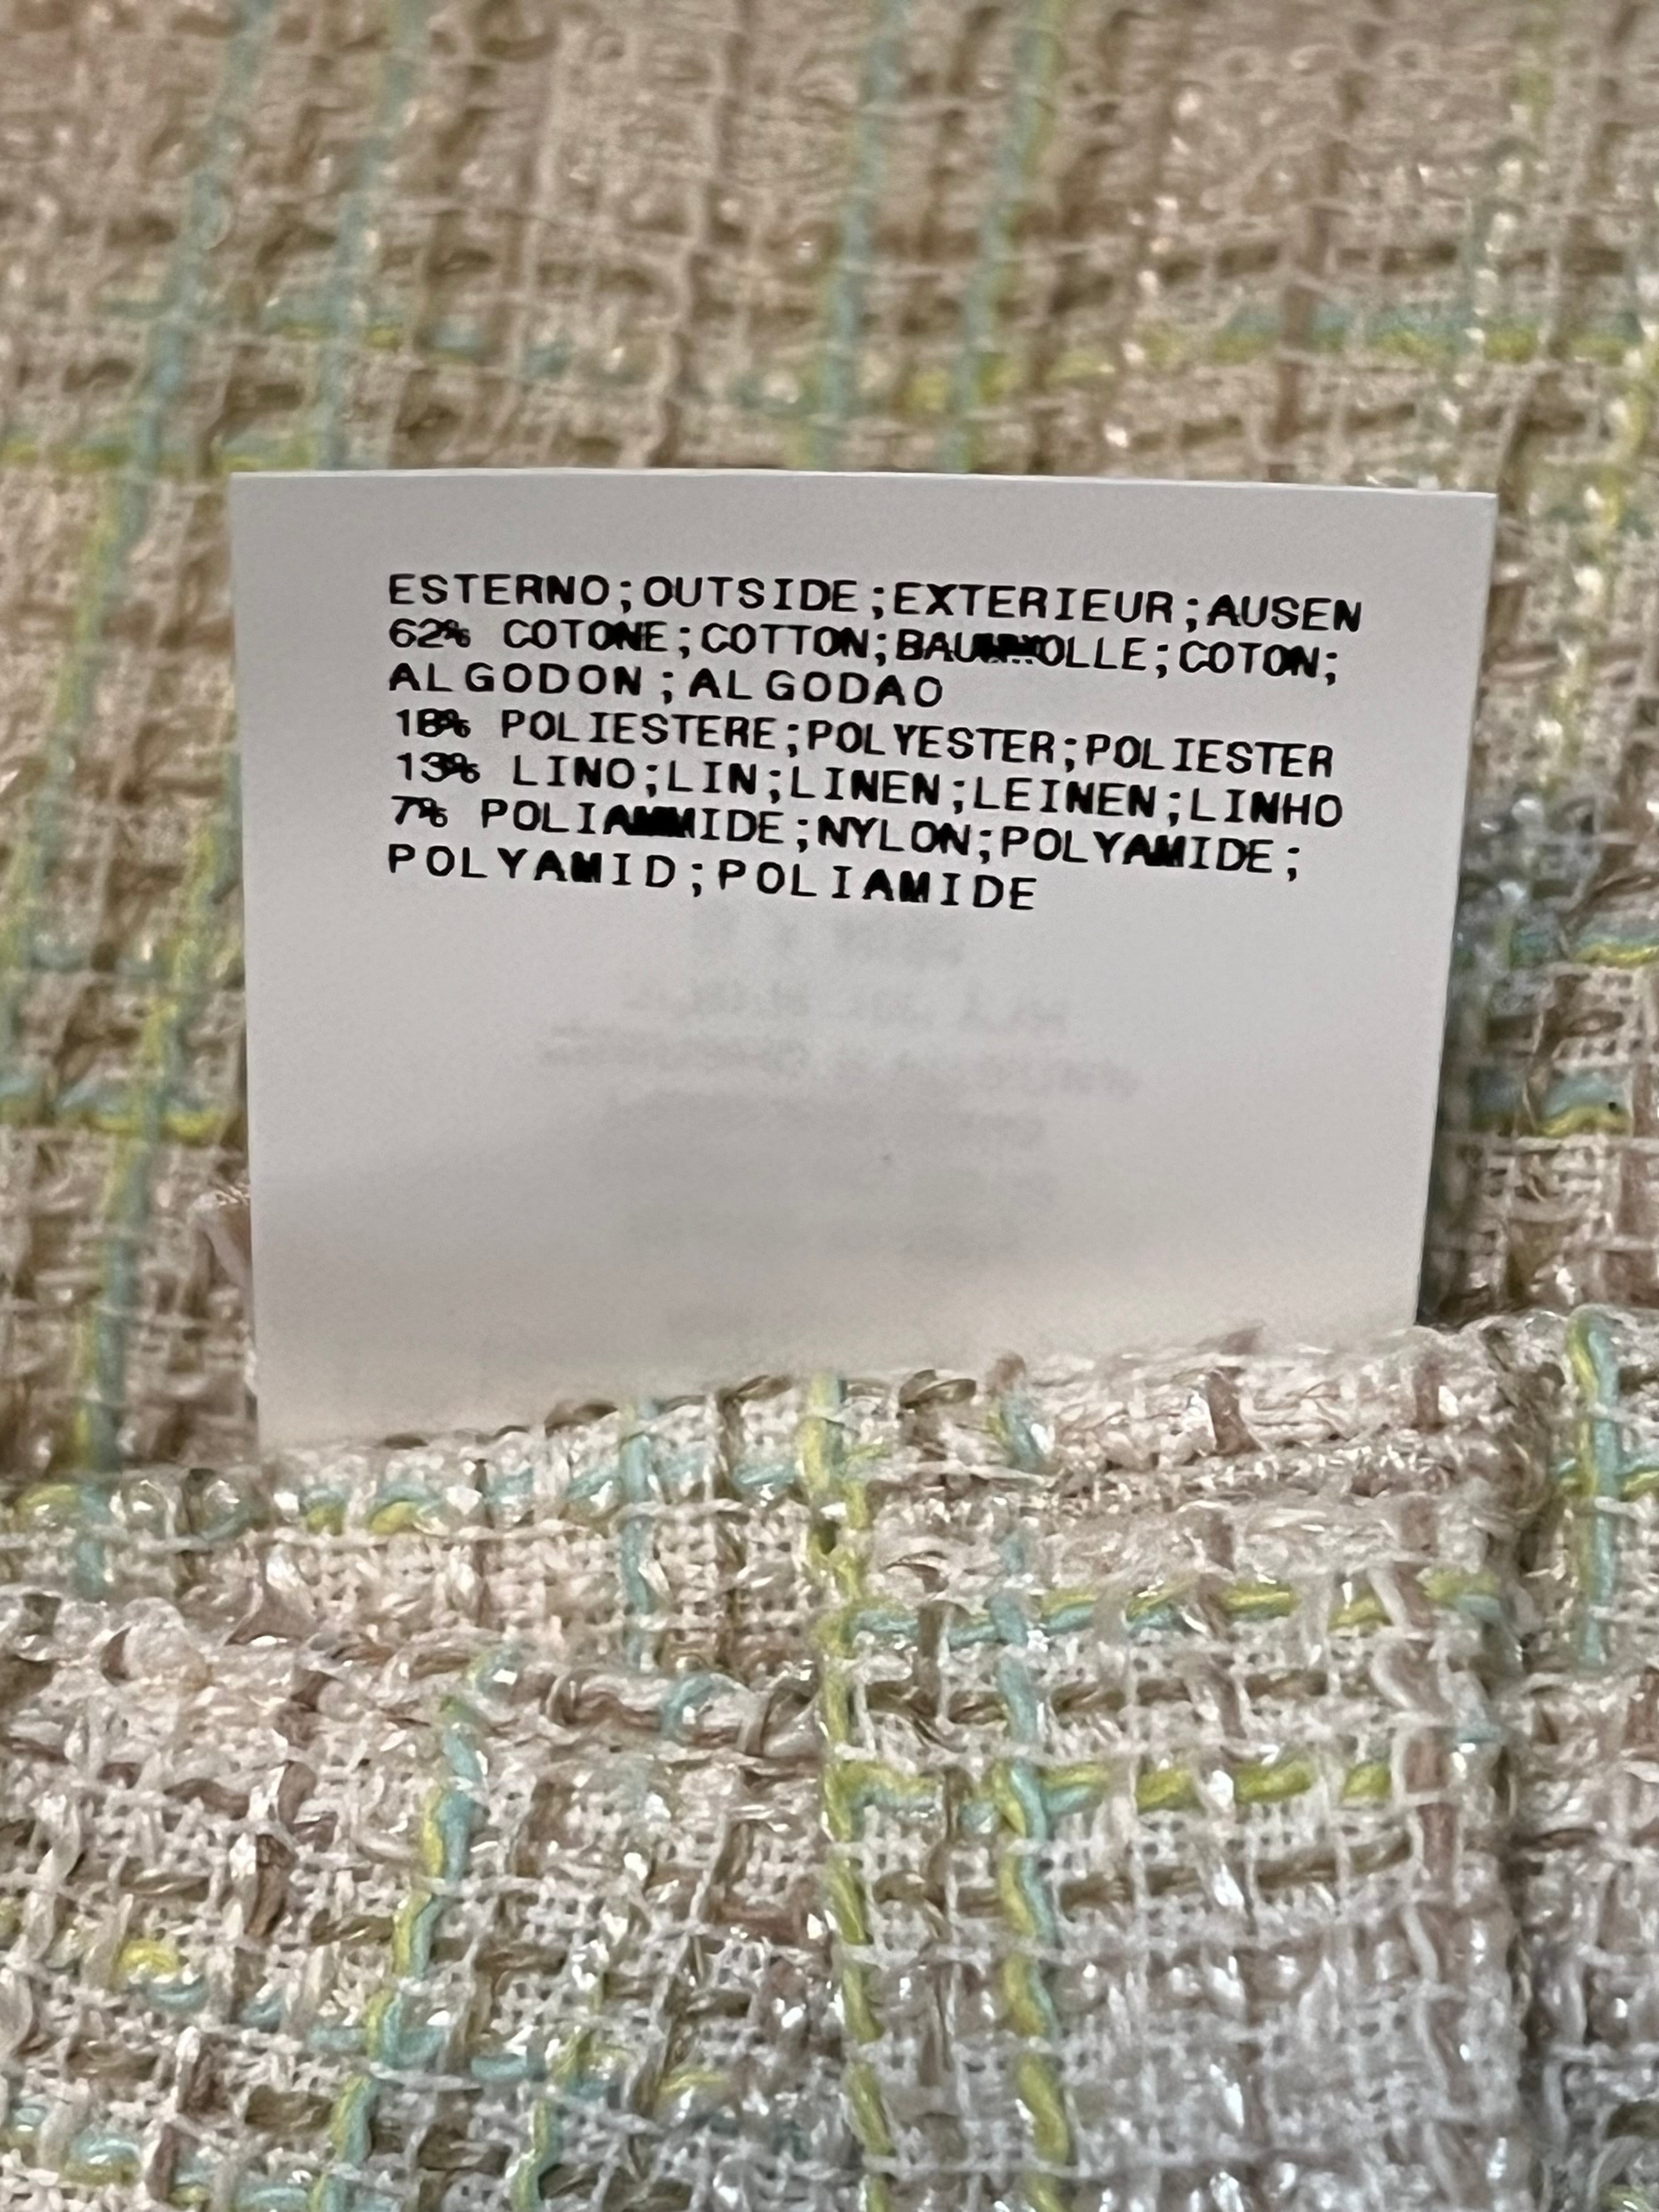 ESTERNO;OUTSIDE;EXTERIEUR;AUSEN
62% COTONE;COTTON;BAUMWOLLE;COTON;
ALGODON;ALGODAO
18% POLIESTERE;POLYESTER;POLIESTER
13% LINO;LIN;LINEN;LEINEN;LINHO
7% POLIAMMIDE;NYLON;POLYAMIDE;
POLYAMID;POLIAMIDE